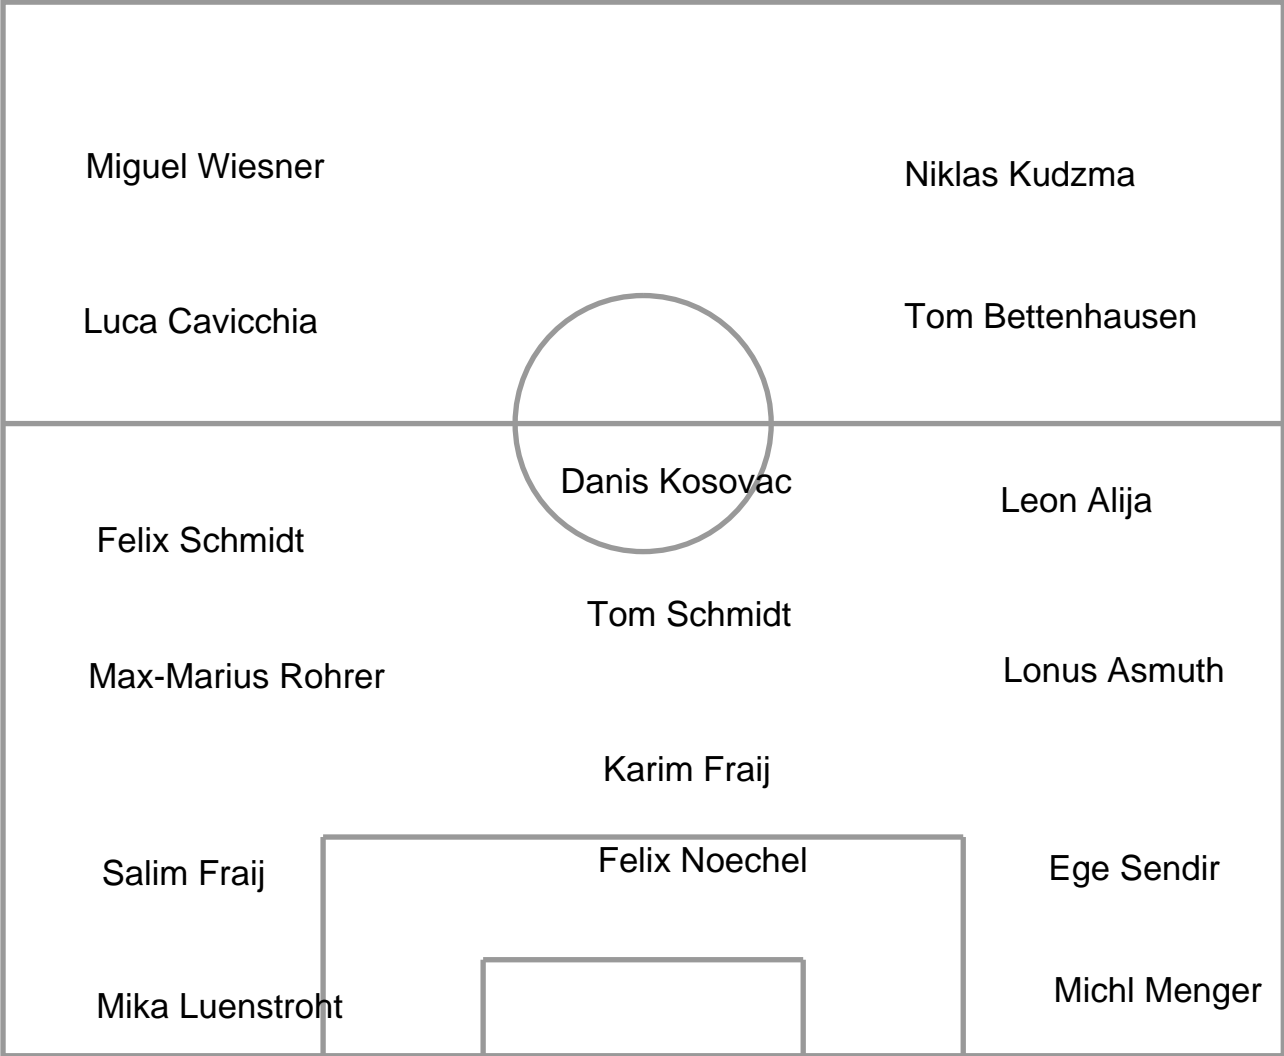 Miguel Wiesner
Niklas Kudzma
Luca Cavicchia
Tom Bettenhausen
Danis Kosovac
Leon Alija
Felix Schmidt
Tom Schmidt
Max-Marius Rohrer
Lonus Asmuth
Karim Fraij
Felix Noechel
Salim Fraij
Ege Sendir
Mika Luenstroht
Michl Menger